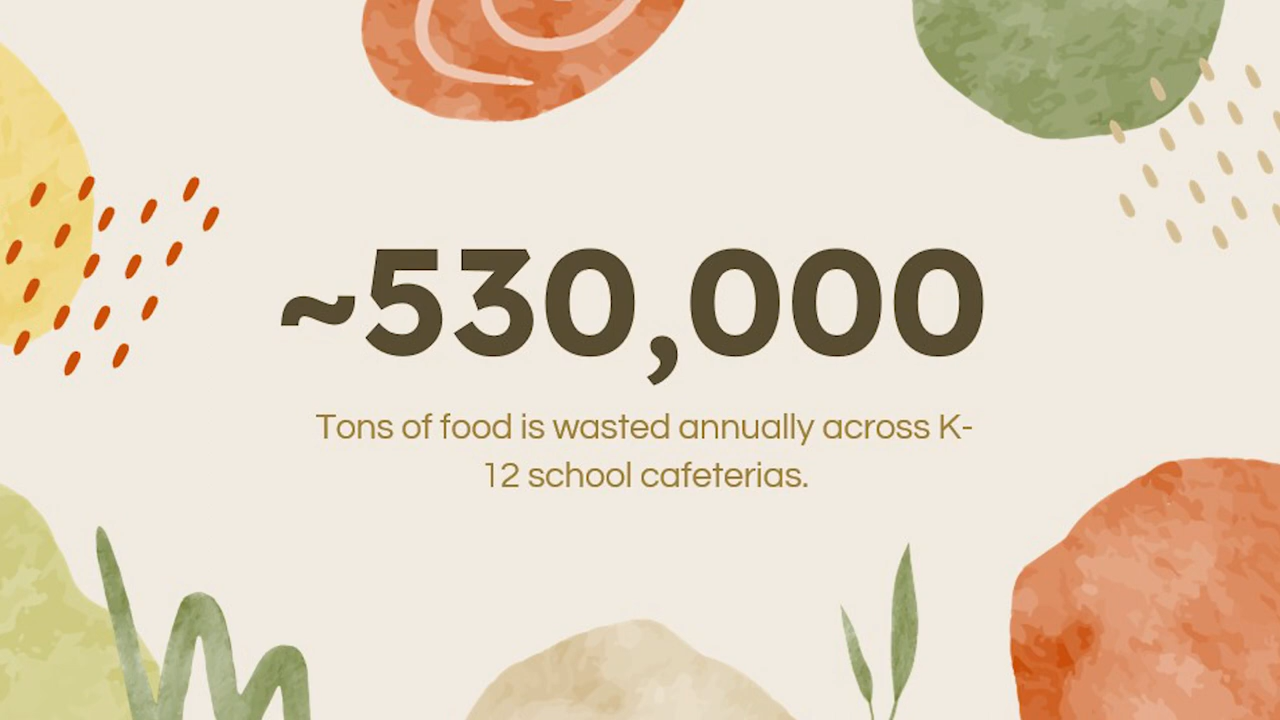 ~530,000
Tons of food is wasted annually across K-
12 school cafeterias.